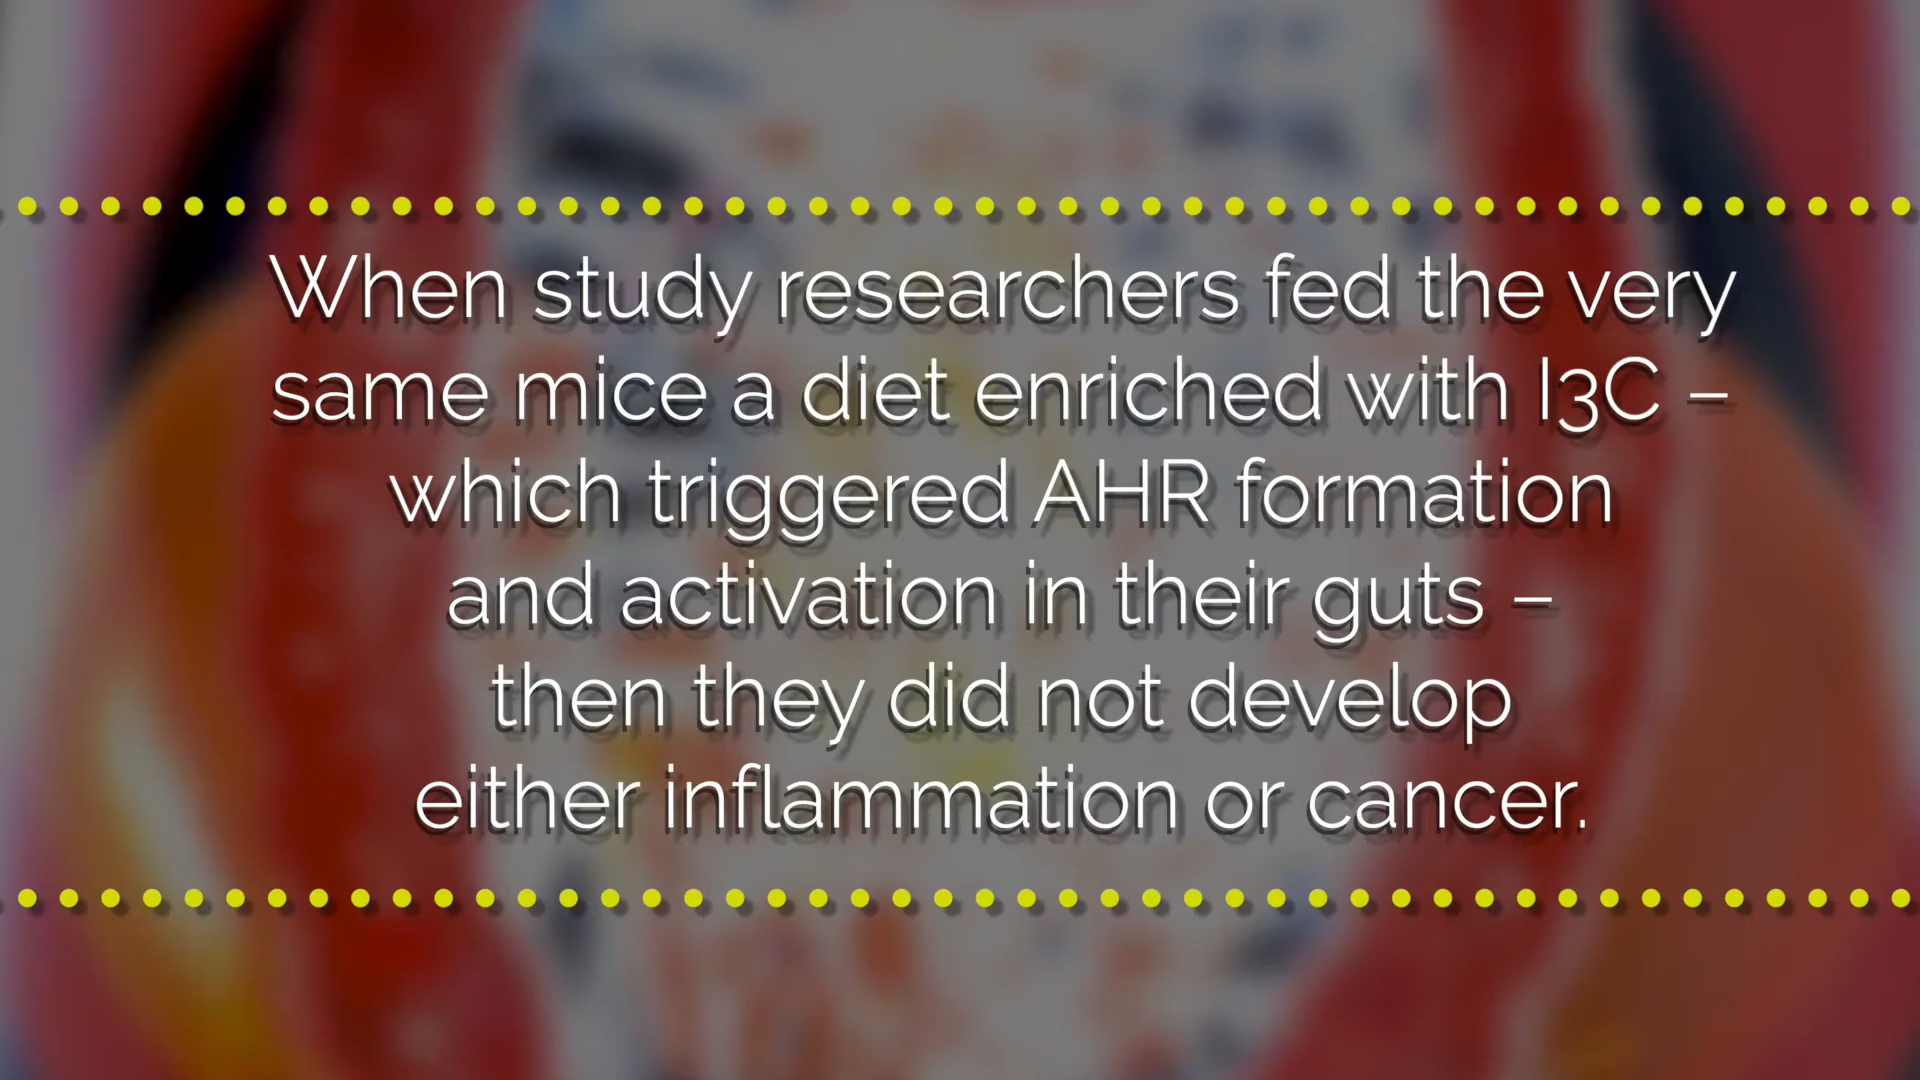 When study researchers fed the very
same mice a diet enriched with I3C –
which triggered AHR formation
and activation in their guts –
then they did not develop
either inflammation or cancer.